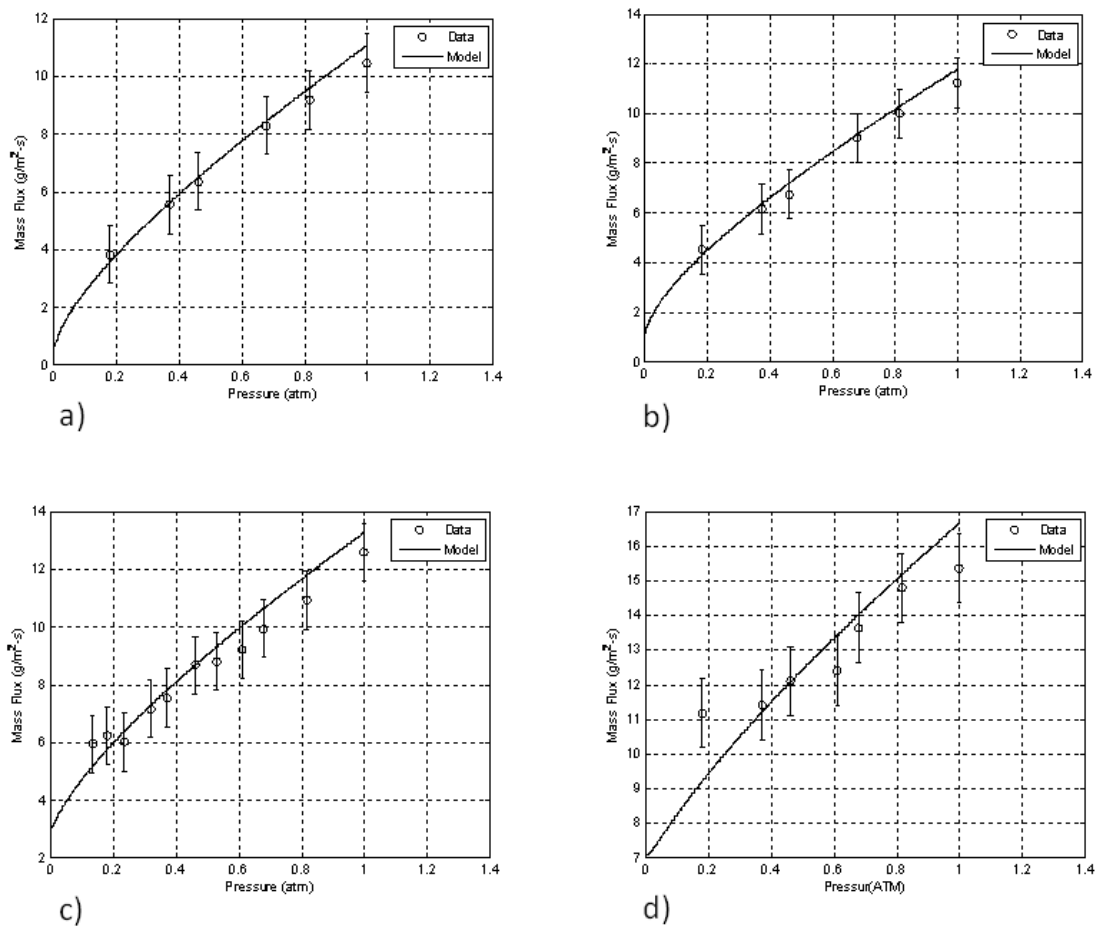 12
10
8
6
4
2
0
Mass Flux (g/m²-s)
Data
Model
0 0.2 0.4 0.6 0.8 1 1.2 1.4
Pressure (atm)
a)
14
12
10
8
6
4
2
0
Mass Flux (g/m²-s)
Data
Model
0 0.2 0.4 0.6 0.8 1 1.2 1.4
Pressure (atm)
b)
14
12
10
8
6
4
2
Mass Flux (g/m²-s)
Data
Model
0 0.2 0.4 0.6 0.8 1 1.2 1.4
Pressure (atm)
c)
17
16
15
14
13
12
11
10
9
8
7
Mass Flux (g/m²-s)
Data
Model
0 0.2 0.4 0.6 0.8 1 1.2 1.4
Pressur(ATM)
d)